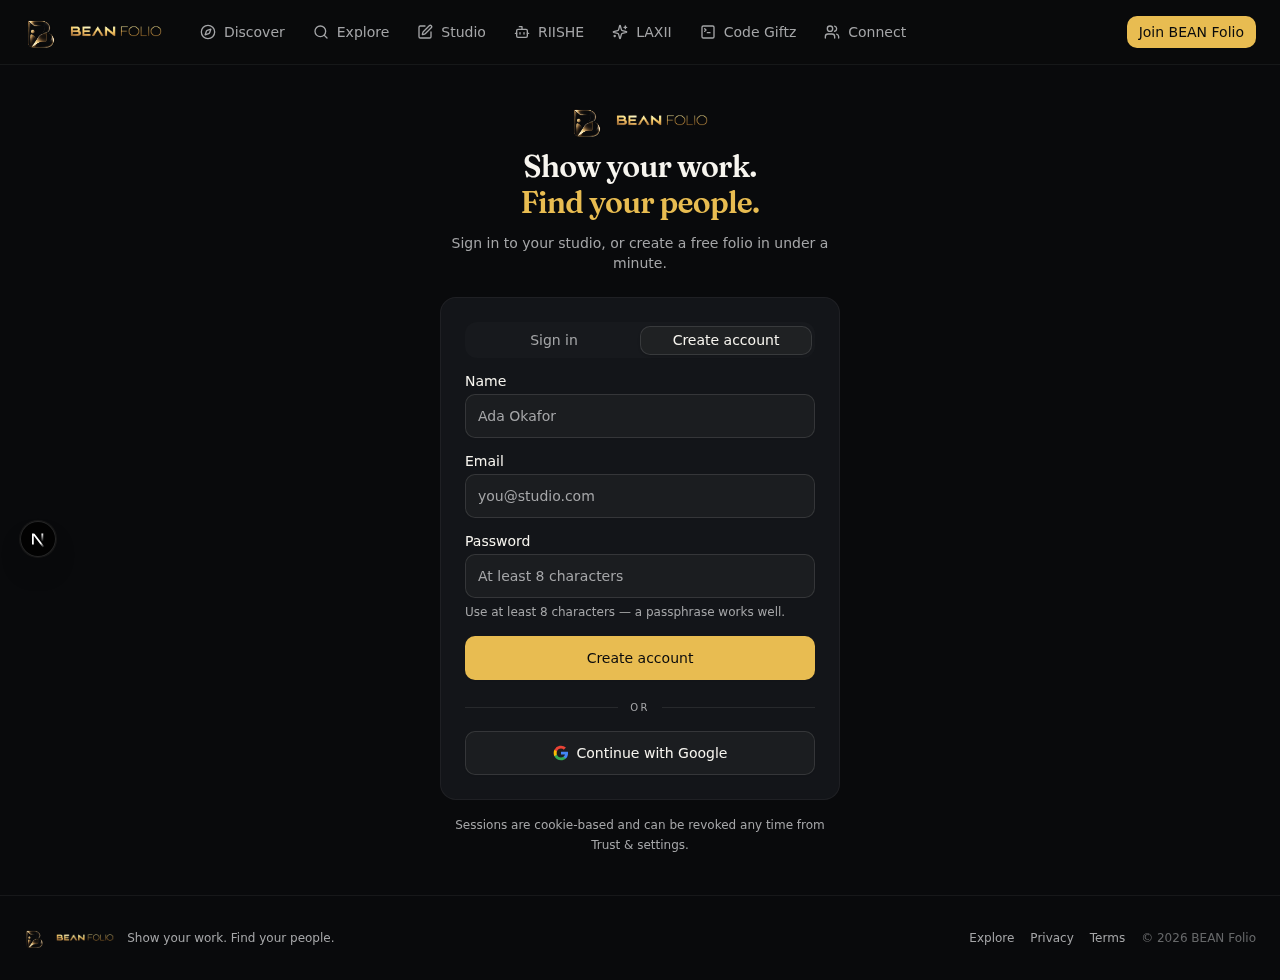 BEAN FOLIO
Discover
Explore
Studio
RIISHE
LAXII
Code Giftz
Connect
Join BEAN Folio
BEAN FOLIO
Show your work.
Find your people.
Sign in to your studio, or create a free folio in under a
minute.
Sign in
Create account
Name
Ada Okafor
Email
you@studio.com
Password
At least 8 characters
Use at least 8 characters — a passphrase works well.
Create account
OR
Continue with Google
Sessions are cookie-based and can be revoked any time from
Trust & settings.
N
BEAN FOLIO
Show your work. Find your people.
Explore
Privacy
Terms
© 2026 BEAN Folio